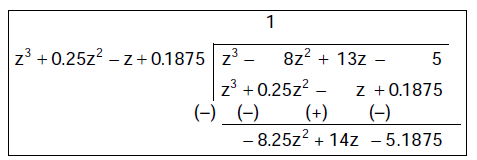 1
z³ + 0.25z² – z + 0.1875 z³ – 8z² + 13z – 5
z³ + 0.25z² – z + 0.1875
(–) (–) (+) (–)
– 8.25z² + 14z – 5.1875